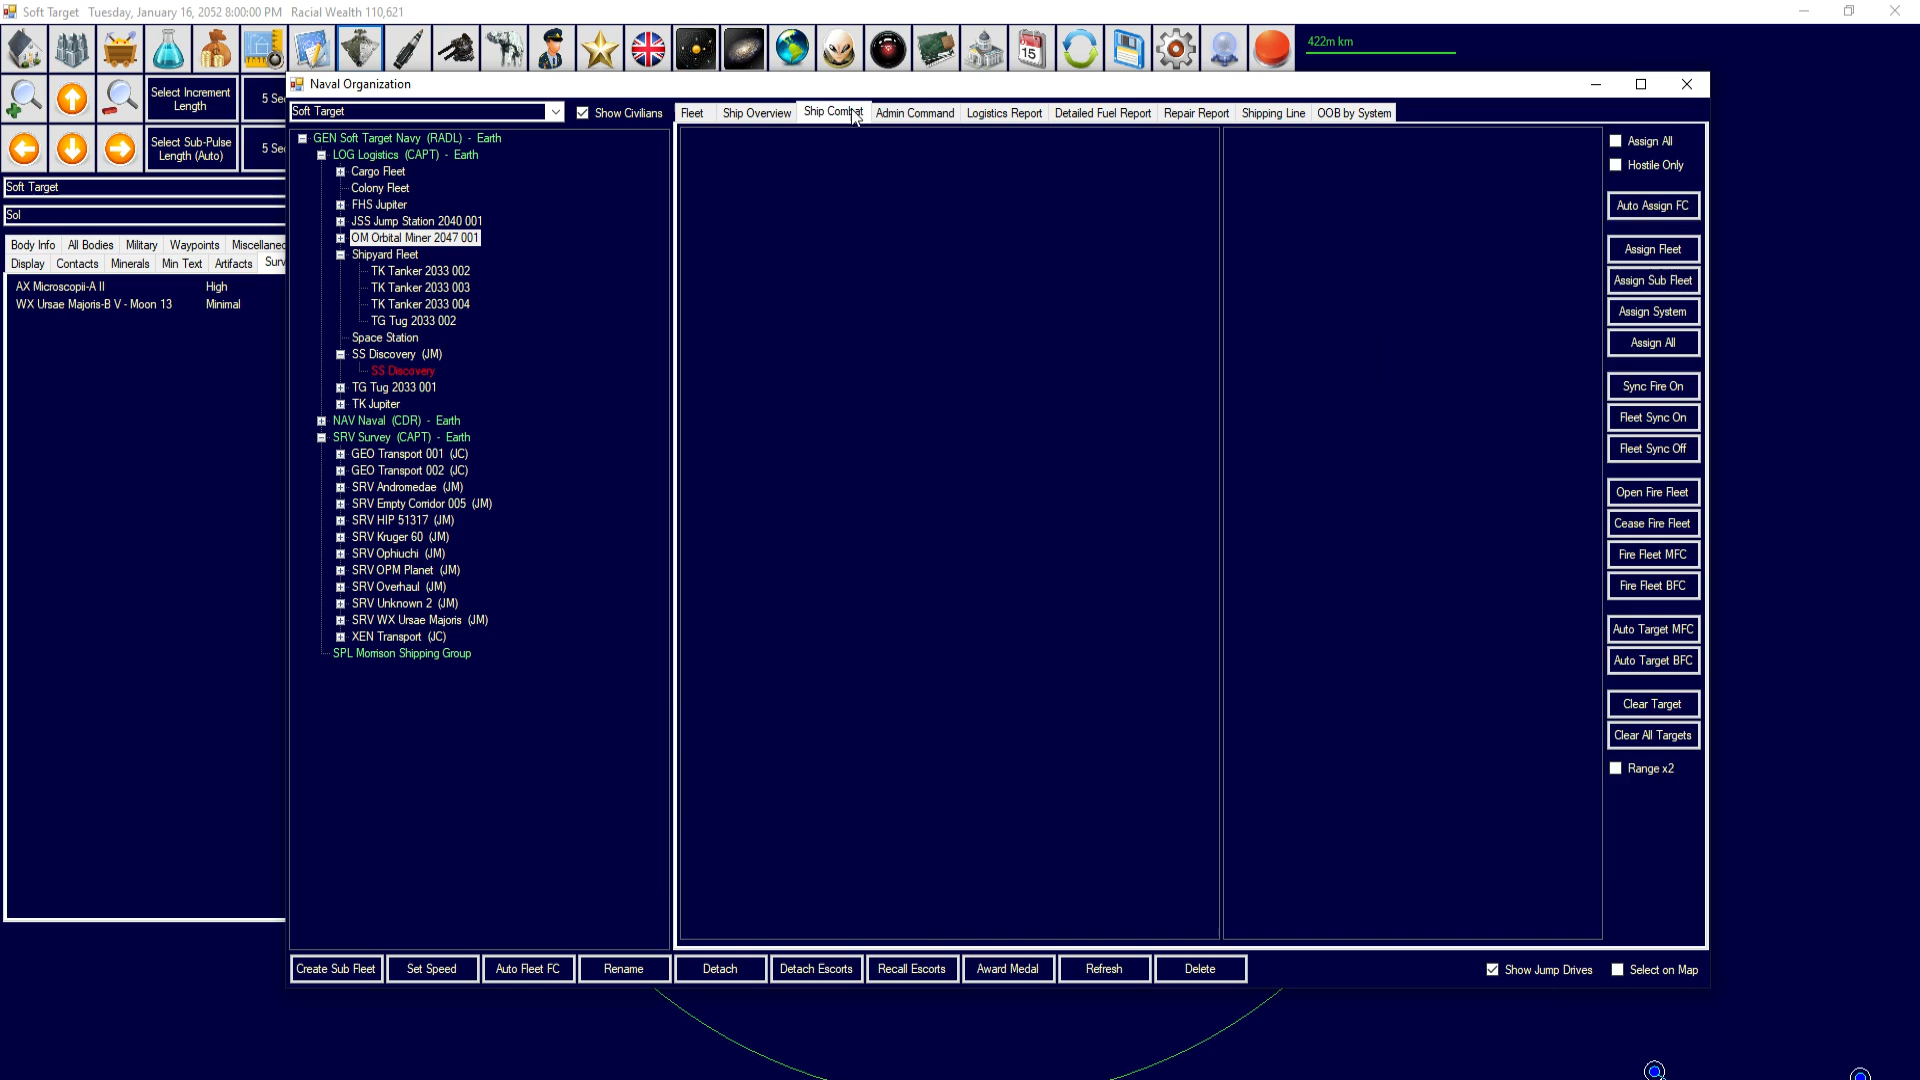 Soft Target   Tuesday, January 16, 2052 8:00:00 PM   Racial Wealth 110,621
422m km
15
Select Increment Length
5 Sec
Select Sub-Pulse Length (Auto)
5 Sec
Soft Target
Sol
Body Info
All Bodies
Military
Waypoints
Miscellaneo
Display
Contacts
Minerals
Min Text
Artifacts
Surv
AX Microscopii-A II   High
WX Ursae Majoris-B V - Moon 13   Minimal
Naval Organization
Soft Target
Show Civilians
GEN Soft Target Navy  (RADL)  -  Earth
LOG Logistics  (CAPT)  -  Earth
Cargo Fleet
Colony Fleet
FHS Jupiter
JSS Jump Station 2040 001
OM Orbital Miner 2047 001
Shipyard Fleet
TK Tanker 2033 002
TK Tanker 2033 003
TK Tanker 2033 004
TG Tug 2033 002
Space Station
SS Discovery  (JM)
SS Discovery
TG Tug 2033 001
TK Jupiter
NAV Naval  (CDR)  -  Earth
SRV Survey  (CAPT)  -  Earth
GEO Transport 001  (JC)
GEO Transport 002  (JC)
SRV Andromedae  (JM)
SRV Empty Corridor 005  (JM)
SRV HIP 51317  (JM)
SRV Kruger 60  (JM)
SRV Ophiuchi  (JM)
SRV OPM Planet  (JM)
SRV Overhaul  (JM)
SRV Unknown 2  (JM)
SRV WX Ursae Majoris  (JM)
XEN Transport  (JC)
SPL Morrison Shipping Group
Fleet
Ship Overview
Ship Combat
Admin Command
Logistics Report
Detailed Fuel Report
Repair Report
Shipping Line
OOB by System
Assign All
Hostile Only
Auto Assign FC
Assign Fleet
Assign Sub Fleet
Assign System
Assign All
Sync Fire On
Fleet Sync On
Fleet Sync Off
Open Fire Fleet
Cease Fire Fleet
Fire Fleet MFC
Fire Fleet BFC
Auto Target MFC
Auto Target BFC
Clear Target
Clear All Targets
Range x2
Create Sub Fleet
Set Speed
Auto Fleet FC
Rename
Detach
Detach Escorts
Recall Escorts
Award Medal
Refresh
Delete
Show Jump Drives
Select on Map